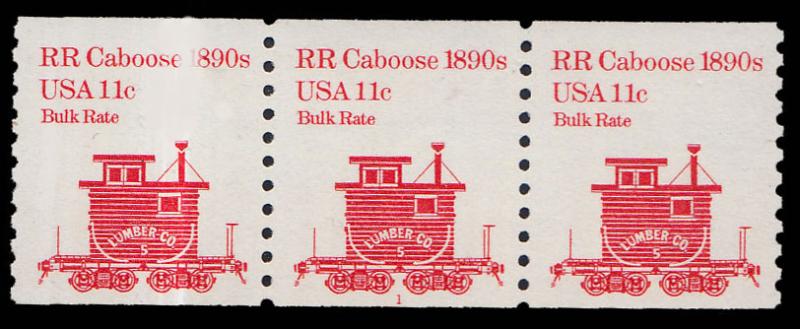 RR Caboose 1890s
USA 11c
Bulk Rate
LUMBER-CO.
5
RR Caboose 1890s
USA 11c
Bulk Rate
LUMBER-CO.
5
1
RR Caboose 1890s
USA 11c
Bulk Rate
LUMBER-CO.
5